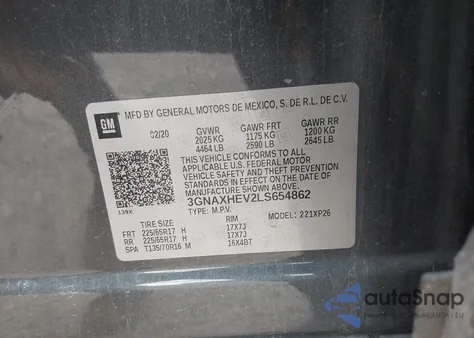 MFD BY GENERAL MOTORS DE MEXICO, S. DE R.L. DE C.V.
GM
02/20 GVWR GAWR FRT GAWR RR
2025 KG 1175 KG 1200 KG
4464 LB 2590 LB 2645 LB
THIS VEHICLE CONFORMS TO ALL
APPLICABLE U.S. FEDERAL MOTOR
VEHICLE SAFETY, BUMPER, AND THEFT
PREVENTION STANDARDS IN EFFECT ON
THE DATE OF MANUFACTURE SHOWN ABOVE.
3GNAXHEV2LS654862
TYPE: M.P.V. MODEL: 221XP26
139X
TIRE SIZE RIM
FRT 225/65R17 H 17X7J
RR 225/65R17 H 17X7J
SPA T135/70R16 M 16X4BT
autoSnap